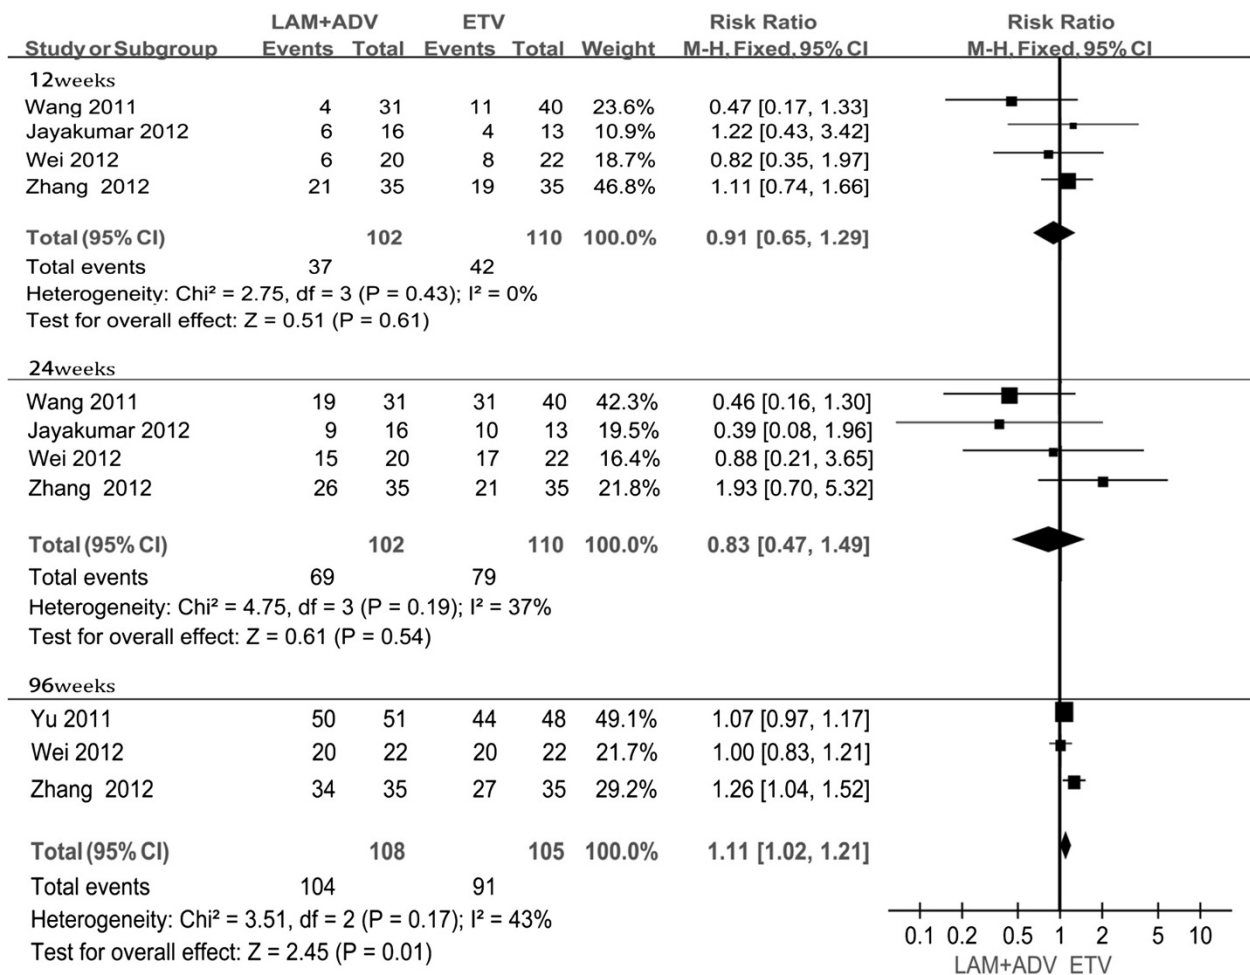 LAM+ADV ETV Risk Ratio Risk Ratio
Study or Subgroup Events Total Events Total Weight M-H, Fixed, 95% CI M-H, Fixed, 95% CI
12weeks
Wang 2011 4 31 11 40 23.6% 0.47 [0.17, 1.33]
Jayakumar 2012 6 16 4 13 10.9% 1.22 [0.43, 3.42]
Wei 2012 6 20 8 22 18.7% 0.82 [0.35, 1.97]
Zhang 2012 21 35 19 35 46.8% 1.11 [0.74, 1.66]
Total (95% CI) 102 110 100.0% 0.91 [0.65, 1.29]
Total events 37 42
Heterogeneity: Chi² = 2.75, df = 3 (P = 0.43); I² = 0%
Test for overall effect: Z = 0.51 (P = 0.61)
24weeks
Wang 2011 19 31 31 40 42.3% 0.46 [0.16, 1.30]
Jayakumar 2012 9 16 10 13 19.5% 0.39 [0.08, 1.96]
Wei 2012 15 20 17 22 16.4% 0.88 [0.21, 3.65]
Zhang 2012 26 35 21 35 21.8% 1.93 [0.70, 5.32]
Total (95% CI) 102 110 100.0% 0.83 [0.47, 1.49]
Total events 69 79
Heterogeneity: Chi² = 4.75, df = 3 (P = 0.19); I² = 37%
Test for overall effect: Z = 0.61 (P = 0.54)
96weeks
Yu 2011 50 51 44 48 49.1% 1.07 [0.97, 1.17]
Wei 2012 20 22 20 22 21.7% 1.00 [0.83, 1.21]
Zhang 2012 34 35 27 35 29.2% 1.26 [1.04, 1.52]
Total (95% CI) 108 105 100.0% 1.11 [1.02, 1.21]
Total events 104 91
Heterogeneity: Chi² = 3.51, df = 2 (P = 0.17); I² = 43%
Test for overall effect: Z = 2.45 (P = 0.01)
0.1 0.2 0.5 1 2 5 10
LAM+ADV ETV